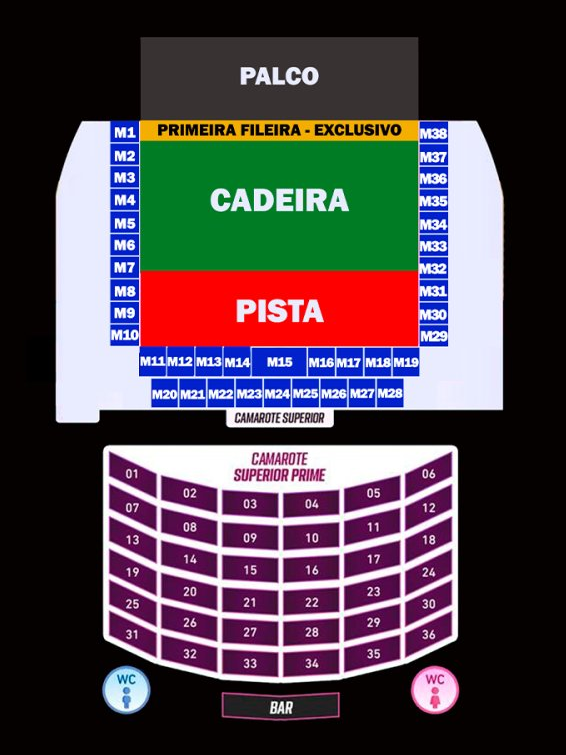 PALCO
M1 PRIMEIRA FILEIRA - EXCLUSIVO M38
M2 M37
M3 M36
M4 CADEIRA M35
M5 M34
M6 M33
M7 M32
M8 M31
M9 PISTA M30
M10 M29
M11 M12 M13 M14 M15 M16 M17 M18 M19
M20 M21 M22 M23 M24 M25 M26 M27 M28
CAMAROTE SUPERIOR
CAMAROTE
SUPERIOR PRIME
01 02 03 04 05 06
07 08 09 10 11 12
13 14 15 16 17 18
19 20 21 22 23 24
25 26 27 28 29 30
31 32 33 34 35 36
WC WC
BAR